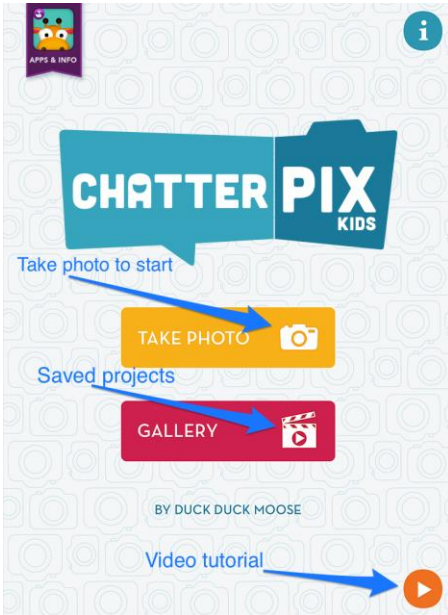 APPS & INFO
i
CHATTER PIX
KIDS
Take photo to start
TAKE PHOTO
Saved projects
GALLERY
BY DUCK DUCK MOOSE
Video tutorial